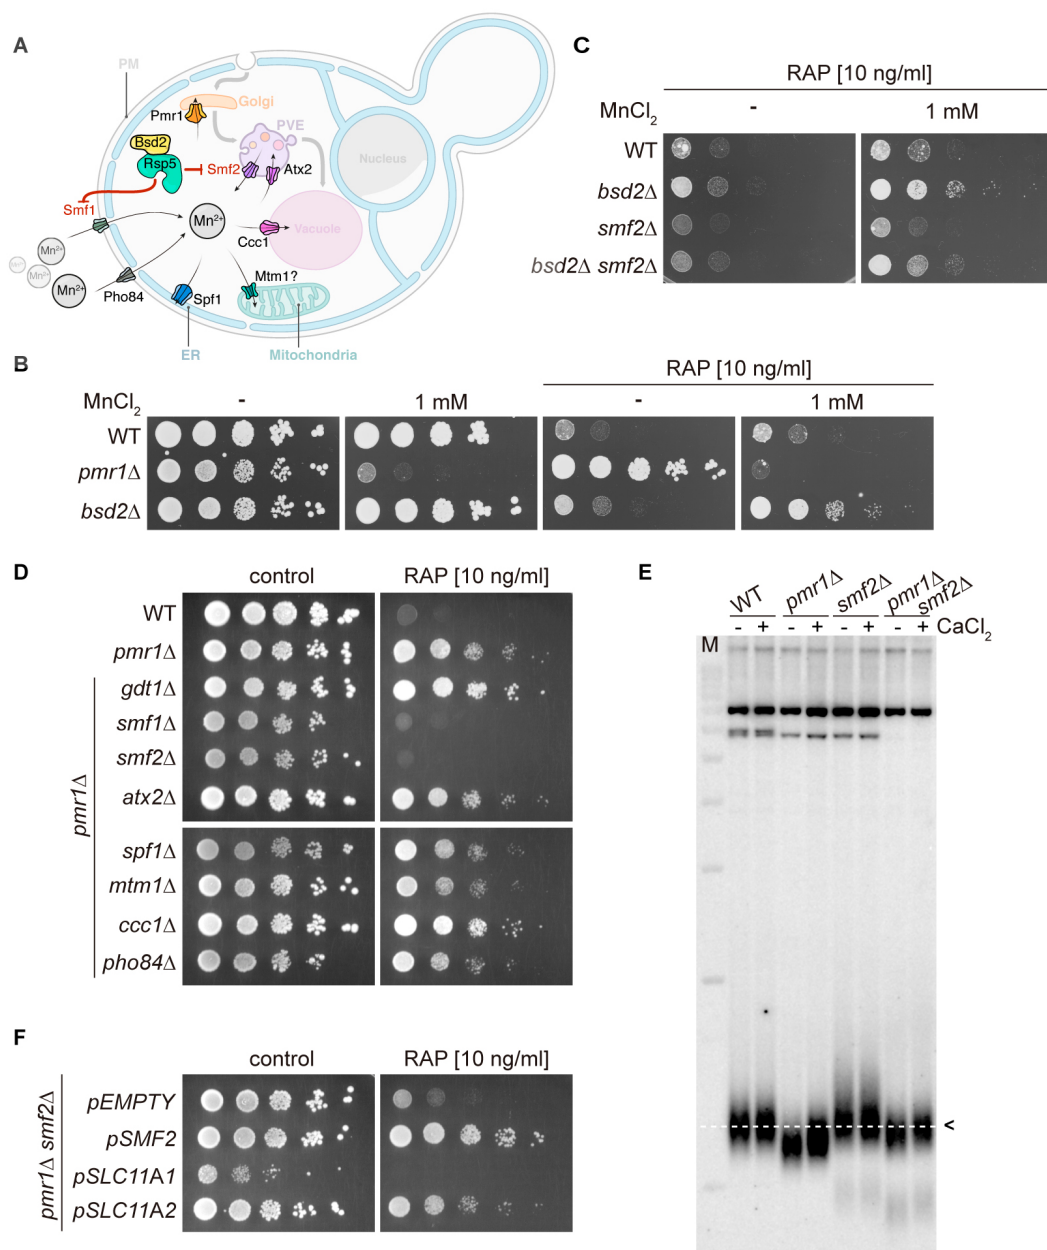 A
PM
Golgi
Pmr1
PVE
Bsd2
Rsp5
Smf2
Atx2
Nucleus
Smf1
Mn2+
Vacuole
Ccc1
Mn2+
Mn2+
Mn2+
Mtm1?
Pho84
Spf1
ER
Mitochondria
C
RAP [10 ng/ml]
MnCl2
-
1 mM
WT
bsd2Δ
smf2Δ
bsd2Δ smf2Δ
B
RAP [10 ng/ml]
MnCl2
-
1 mM
-
1 mM
WT
pmr1Δ
bsd2Δ
D
control
RAP [10 ng/ml]
WT
pmr1Δ
gdt1Δ
smf1Δ
smf2Δ
atx2Δ
spf1Δ
mtm1Δ
ccc1Δ
pho84Δ
pmr1Δ
E
WT
pmr1Δ
smf2Δ
pmr1Δ
smf2Δ
- + - + - + - + CaCl2
M
<
F
control
RAP [10 ng/ml]
pmr1Δ smf2Δ
pEMPTY
pSMF2
pSLC11A1
pSLC11A2